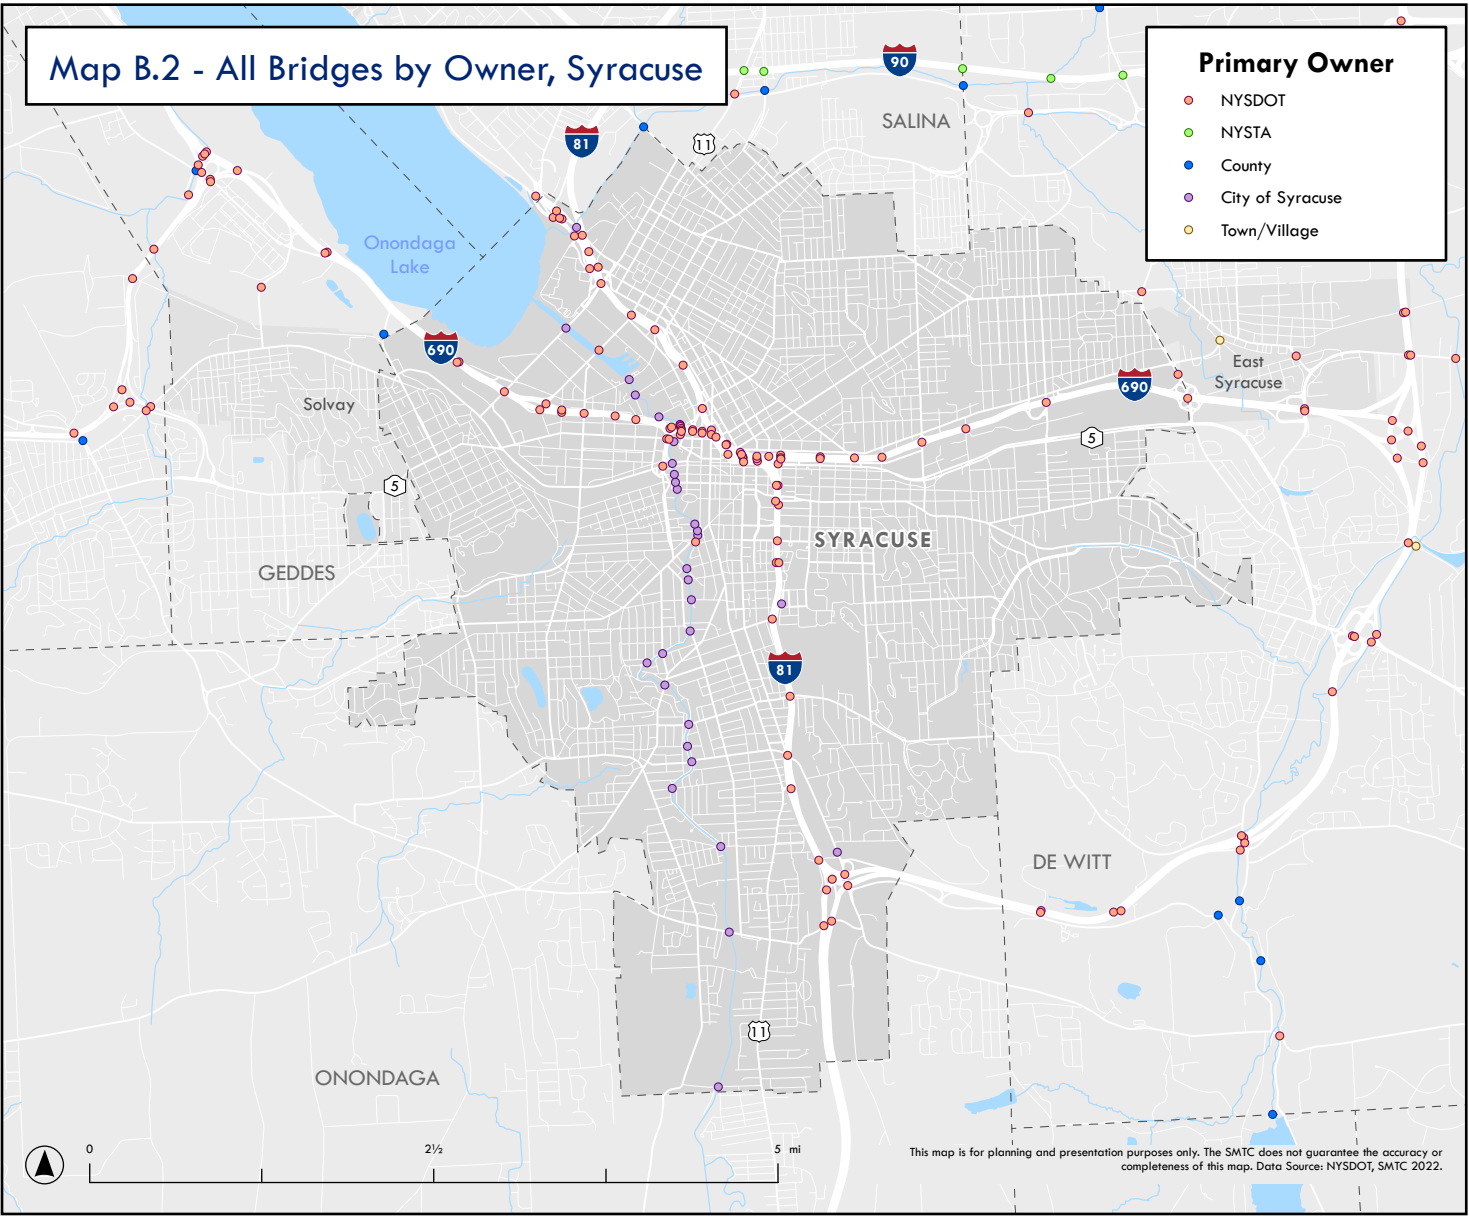 Map B.2 - All Bridges by Owner, Syracuse
Primary Owner
NYSDOT
NYSTA
County
City of Syracuse
Town/Village
90
SALINA
81
11
Onondaga
Lake
690
East
Syracuse
690
Solvay
5
5
SYRACUSE
GEDDES
81
DE WITT
11
ONONDAGA
0
2½
5 mi
This map is for planning and presentation purposes only. The SMTC does not guarantee the accuracy or
completeness of this map. Data Source: NYSDOT, SMTC 2022.